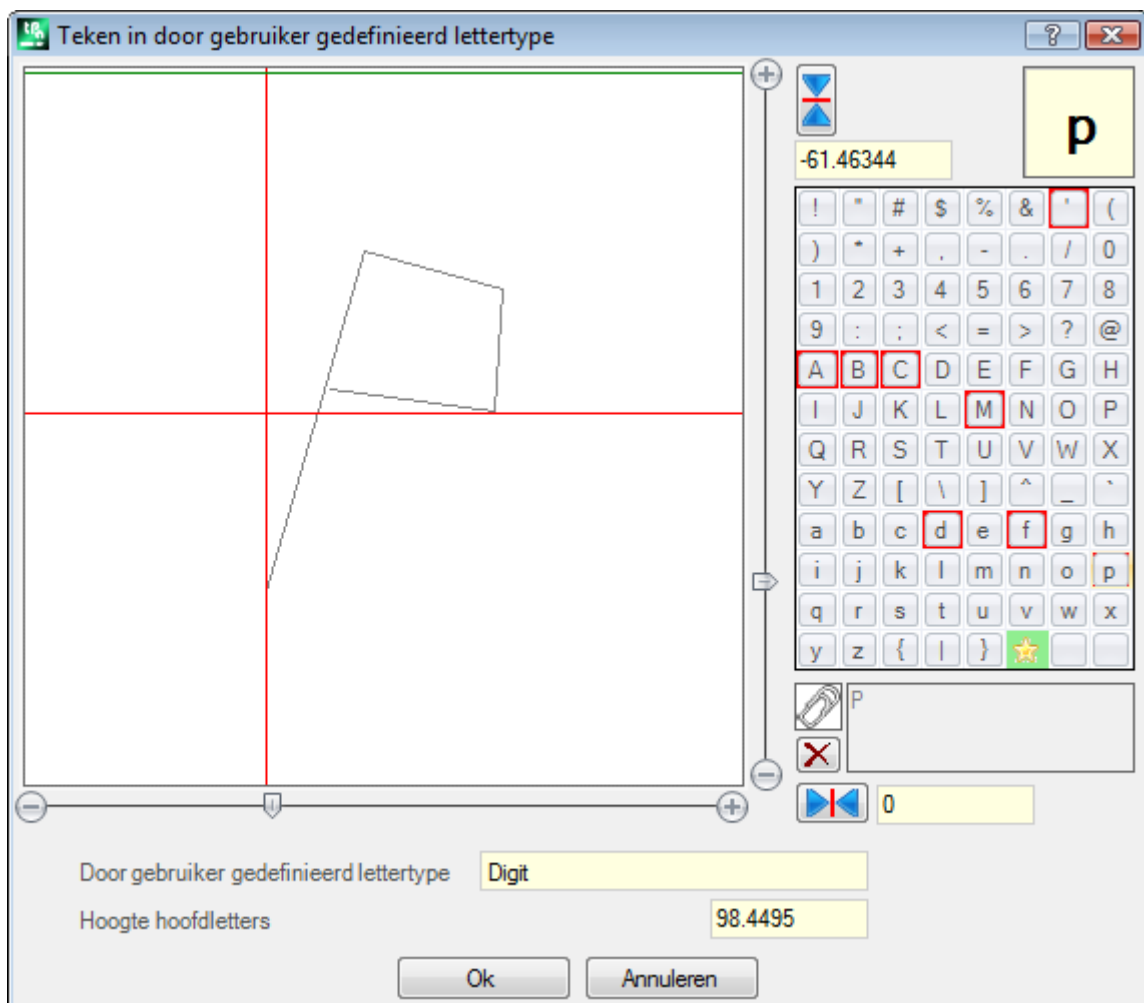 Teken in door gebruiker gedefinieerd lettertype
p
-61.46344
! " # $ % & ' (
) * + , - . / 0
1 2 3 4 5 6 7 8
9 : ; < = > ? @
A B C D E F G H
I J K L M N O P
Q R S T U V W X
Y Z [ \ ] ^ _ `
a b c d e f g h
i j k l m n o p
q r s t u v w x
y z { | }
P
0
Door gebruiker gedefinieerd lettertype Digit
Hoogte hoofdletters 98.4495
Ok Annuleren